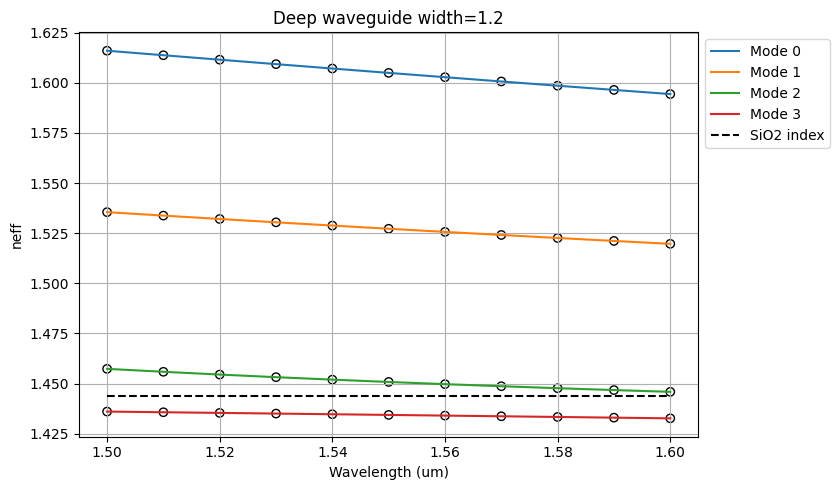 Deep waveguide width=1.2
neff
1.625
1.600
1.575
1.550
1.525
1.500
1.475
1.450
1.425
1.50
1.52
1.54
1.56
1.58
1.60
Wavelength (um)
Mode 0
Mode 1
Mode 2
Mode 3
SiO2 index